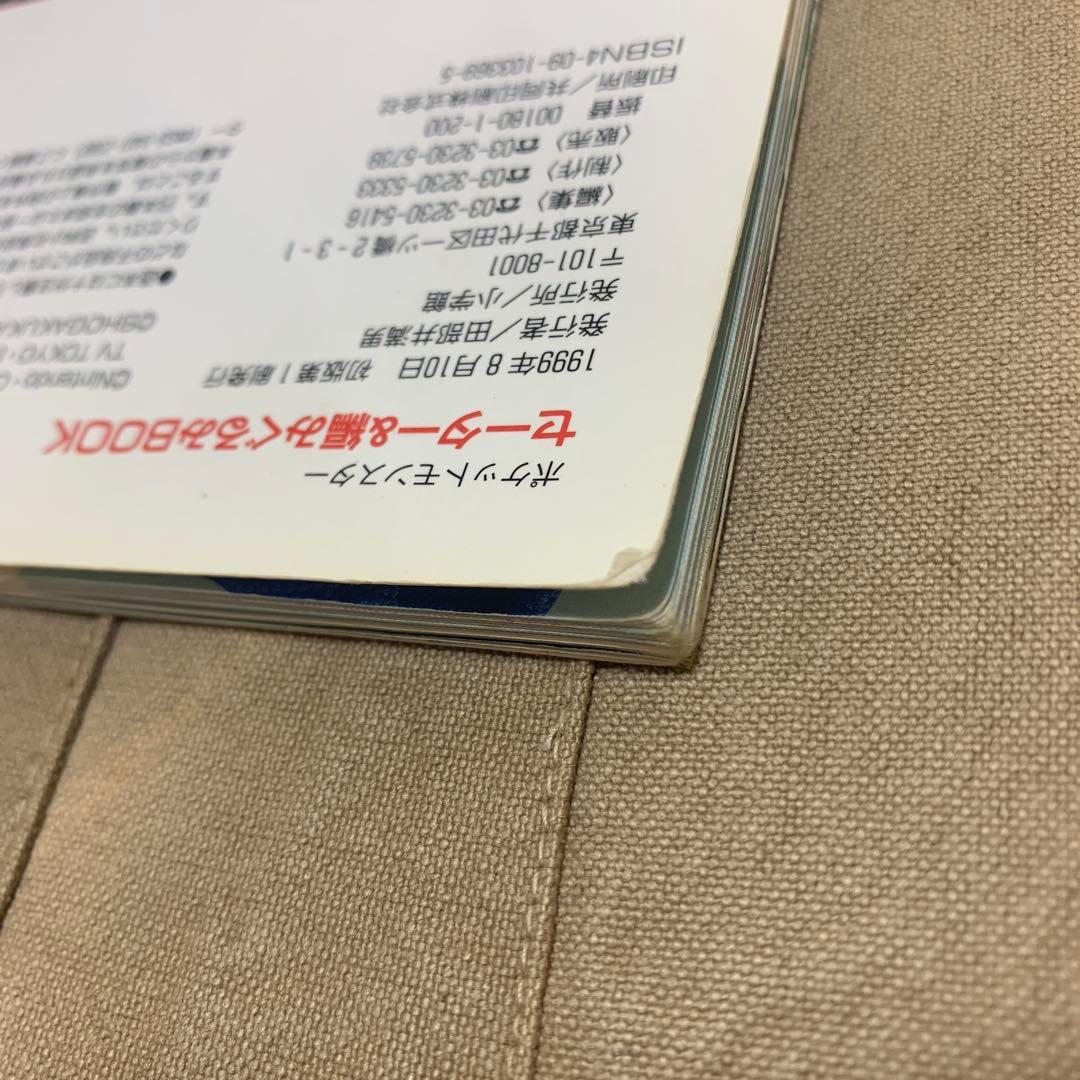 ポケットモンスター
セーター&編みぐるみBOOK
1999年8月10日 初版第1刷発行
発行者/田部井満男
発行所/小学館
〒101-8001
東京都千代田区一ツ橋2-3-1
〈編集〉☎03-3230-5416
〈制作〉☎03-3230-5333
〈販売〉☎03-3230-5739
振替 00180-1-200
印刷所/共同印刷株式会社
ISBN4-09-103369-5
©Nintendo・C
TV TOKYO・S
©SHOGAKUKA